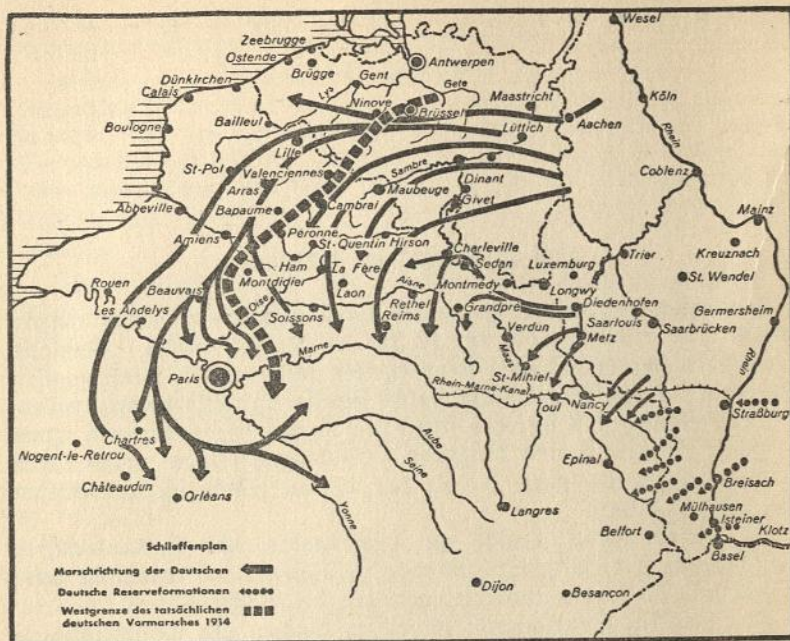 Wesel
Zeebrugge
Ostende
Antwerpen
Brügge
Gent
Dünkirchen
Calais
Lys
Gete
Maastricht
Köln
Ninove
Brüssel
Rhein
Bailleul
Aachen
Boulogne
Lüttich
Lille
St-Pol
Valenciennes
Sambre
Coblenz
Arras
Maubeuge
Dinant
Givet
Abbeville
Bapaume
Cambrai
Mainz
Amiens
Peronne
St-Quentin
Hirson
Charleville
Trier
Kreuznach
Sedan
Luxemburg
Ham
La Fère
St. Wendel
Rouen
Montdidier
Montmedy
Longwy
Beauvais
Laon
Aisne
Diedenhofen
Les Andelys
Oise
Rethel
Grandpré
Saarlouis
Germersheim
Soissons
Reims
Verdun
Saarbrücken
Metz
Marne
Maas
Rhein
Paris
St-Mihiel
Rhein-Marne-Kanal
Toul
Nancy
Straßburg
Chartres
Aube
Nogent-le-Retrou
Seine
Epinal
Châteaudun
Breisach
Orléans
Yonne
Langres
Mülhausen
Isteiner
Klotz
Belfort
Basel
Schlieffenplan
Marschrichtung der Deutschen
Dijon
Besançon
Deutsche Reserveformationen
Westgrenze des tatsächlichen
deutschen Vormarsches 1914